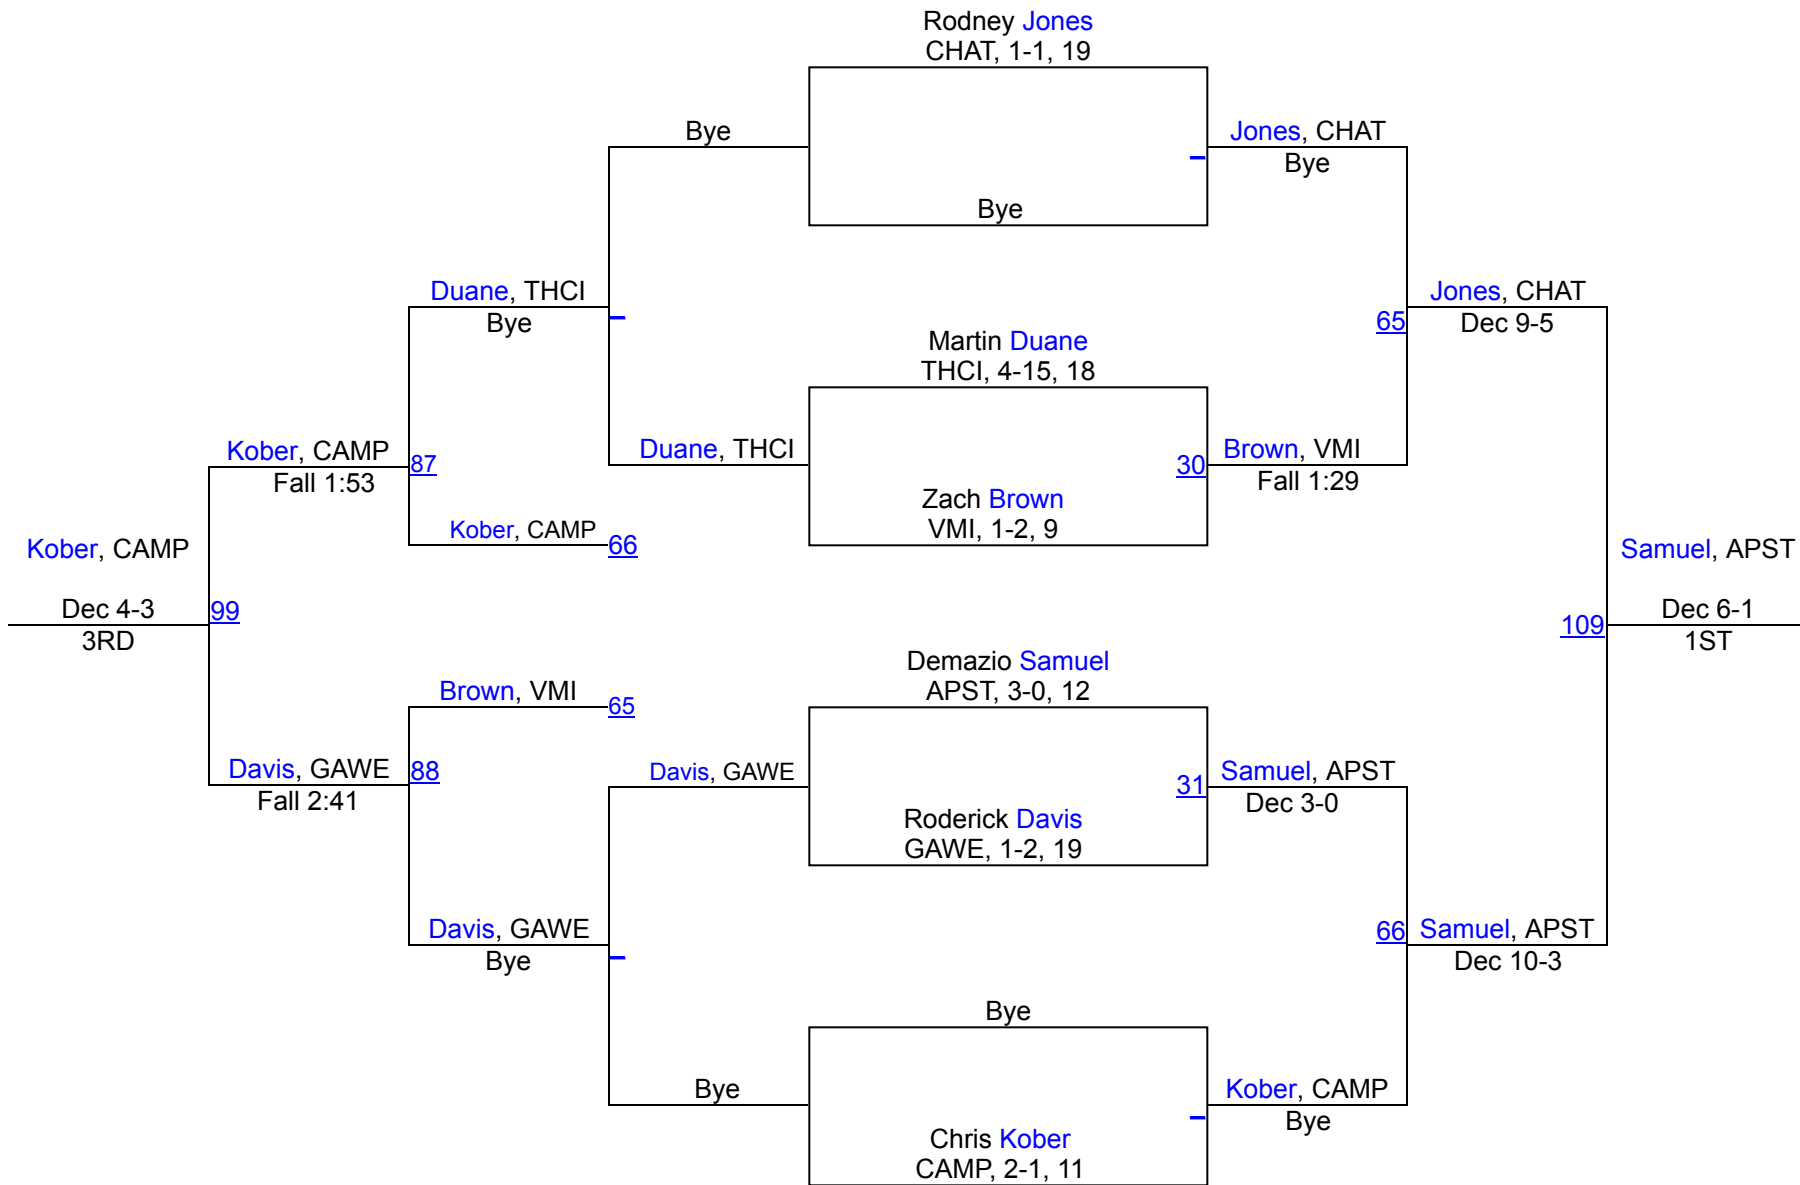 Rodney Jones
CHAT, 1-1, 19
Bye
Jones, CHAT
Bye
Bye
Duane, THCI
Bye
Jones, CHAT
65
Dec 9-5
Martin Duane
THCI, 4-15, 18
Duane, THCI
30
Brown, VMI
Fall 1:29
Kober, CAMP
87
Fall 1:53
Zach Brown
VMI, 1-2, 9
Kober, CAMP
66
Kober, CAMP
Samuel, APST
Dec 4-3
99
3RD
109
Dec 6-1
1ST
Demazio Samuel
APST, 3-0, 12
Brown, VMI
65
Davis, GAWE
88
Fall 2:41
Davis, GAWE
31
Samuel, APST
Dec 3-0
Roderick Davis
GAWE, 1-2, 19
Davis, GAWE
Bye
66
Samuel, APST
Dec 10-3
Bye
Bye
Kober, CAMP
Bye
Chris Kober
CAMP, 2-1, 11